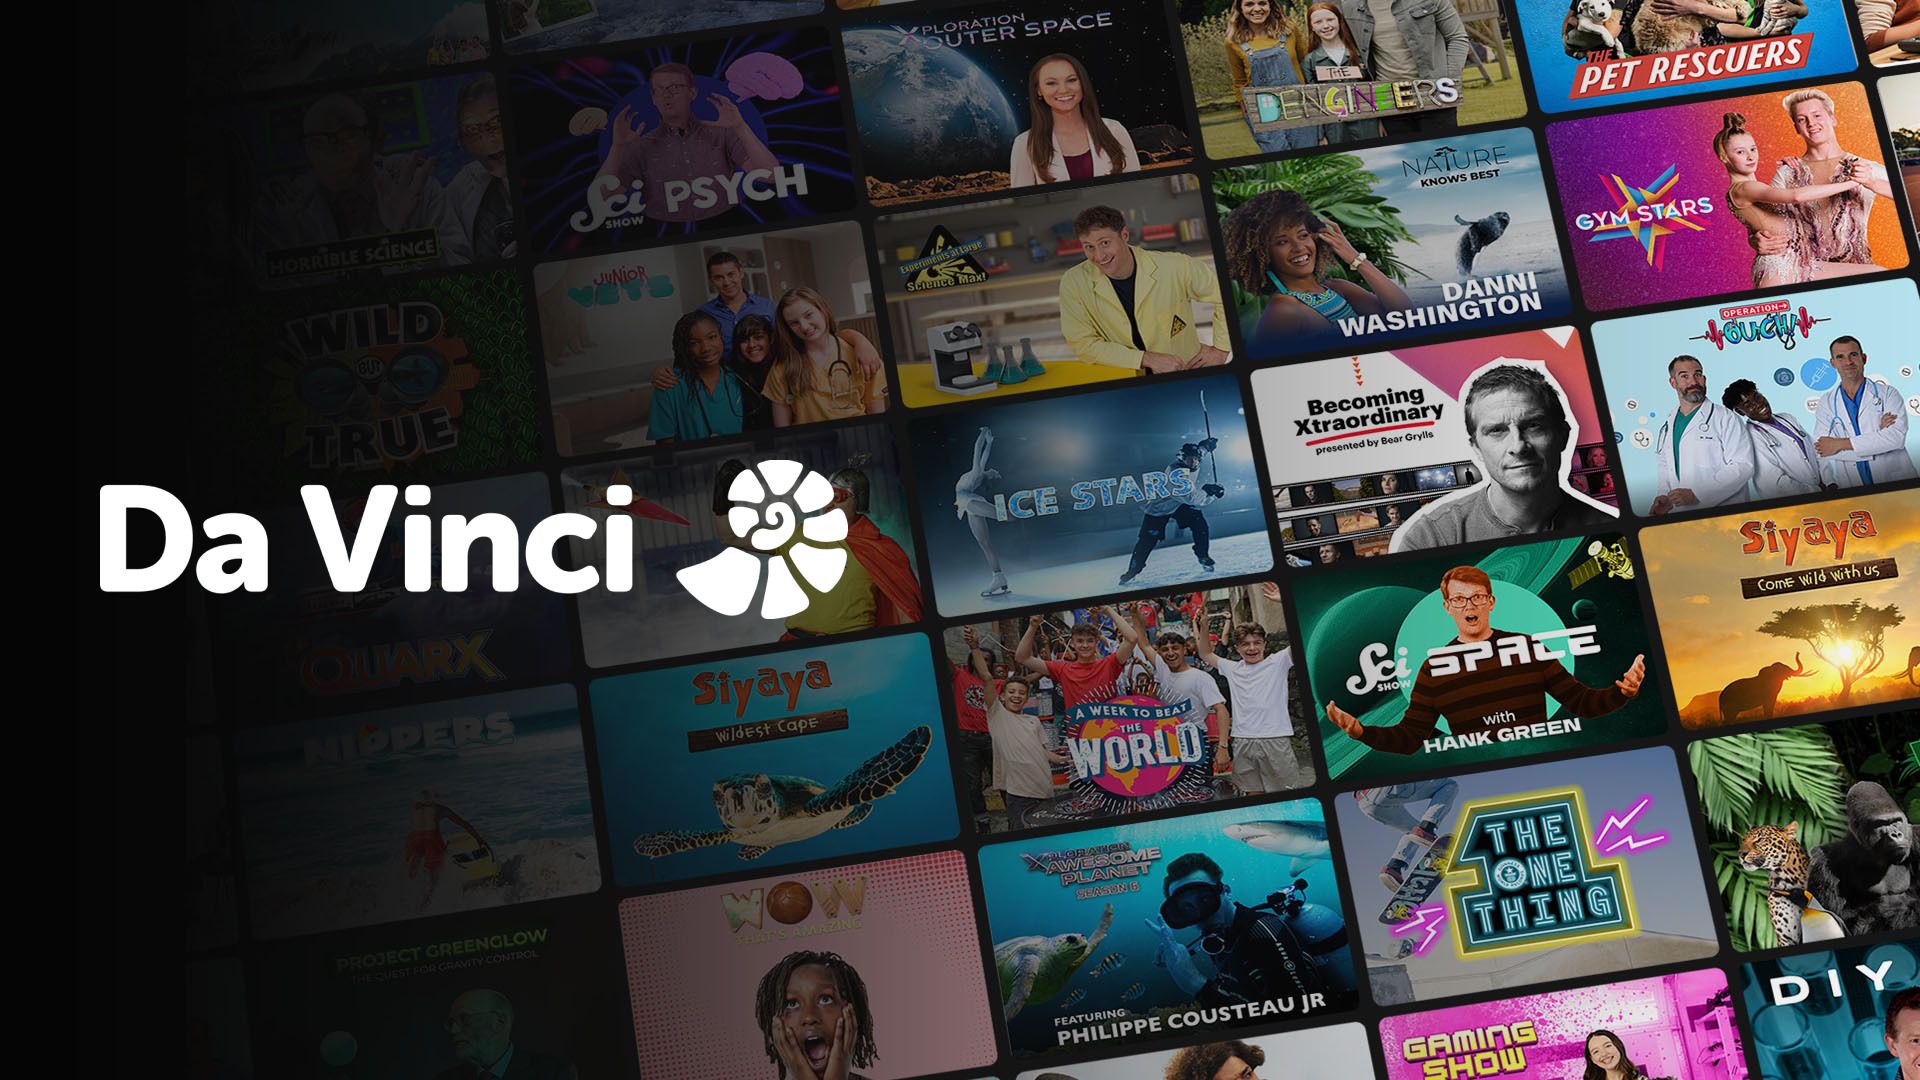 Da Vinci
XPLORATION
OUTER SPACE
THE
DENGINEERS
THE
PET RESCUERS
HORRIBLE SCIENCE
Sci
SHOW
PSYCH
NATURE
KNOWS BEST
DANNI
WASHINGTON
GYM STARS
WILD
BUT
TRUE
JUNIOR
VETS
Experiments at Large
Science Max!
Becoming
Xtraordinary
presented by Bear Grylls
OPERATION
OUCH!
QUARX
ICE STARS
Sci
SHOW
SPACE
with
HANK GREEN
Siyaya
COME WILD WITH US
NIPPERS
Siyaya
WILDEST CAPE
A WEEK TO BEAT
THE
WORLD
THE
ONE
THING
PROJECT GREENGLOW
THE QUEST FOR GRAVITY CONTROL
WOW
THAT'S AMAZING
XPLORATION
AWESOME
PLANET
SEASON 6
FEATURING
PHILIPPE COUSTEAU JR
GAMING
SHOW
DIY